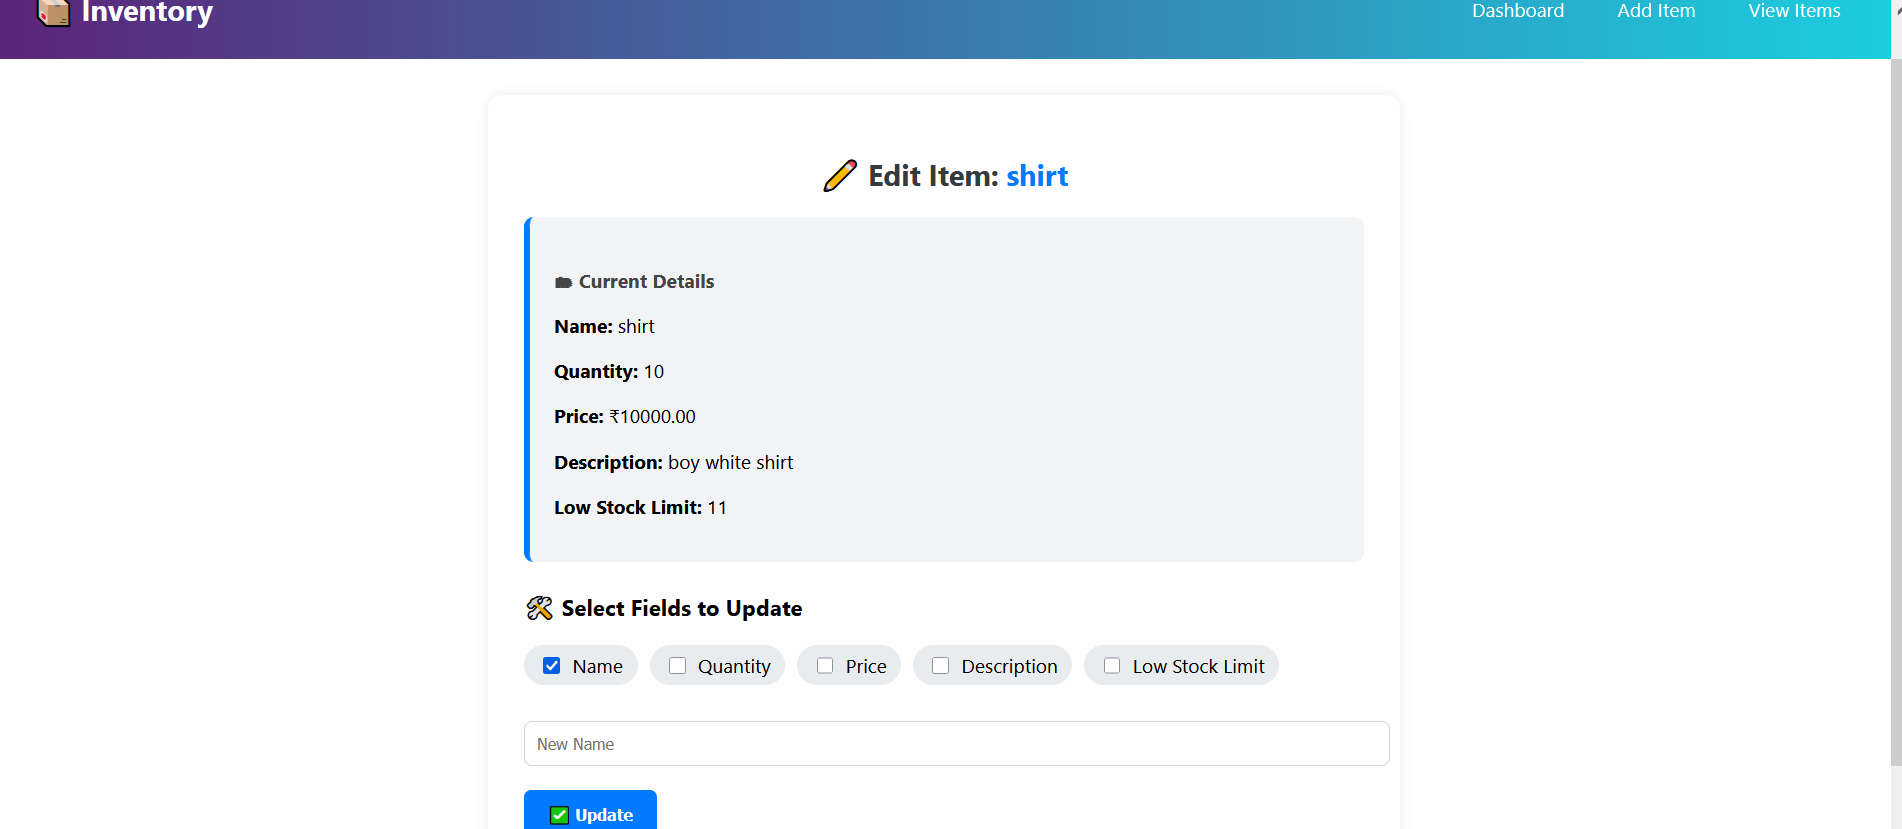 Inventory
Dashboard Add Item View Items
Edit Item: shirt
Current Details
Name: shirt
Quantity: 10
Price: ₹10000.00
Description: boy white shirt
Low Stock Limit: 11
Select Fields to Update
Name Quantity Price Description Low Stock Limit
New Name
Update